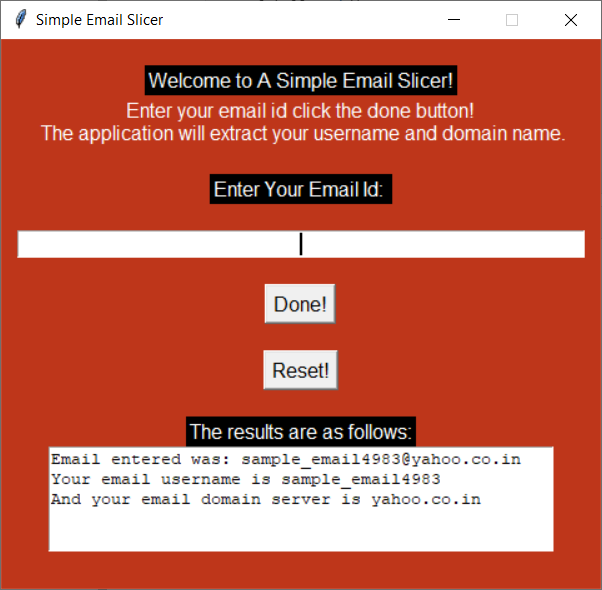 Simple Email Slicer
Welcome to A Simple Email Slicer!
Enter your email id click the done button!
The application will extract your username and domain name.
Enter Your Email Id:
Done!
Reset!
The results are as follows:
Email entered was: sample_email4983@yahoo.co.in
Your email username is sample_email4983
And your email domain server is yahoo.co.in